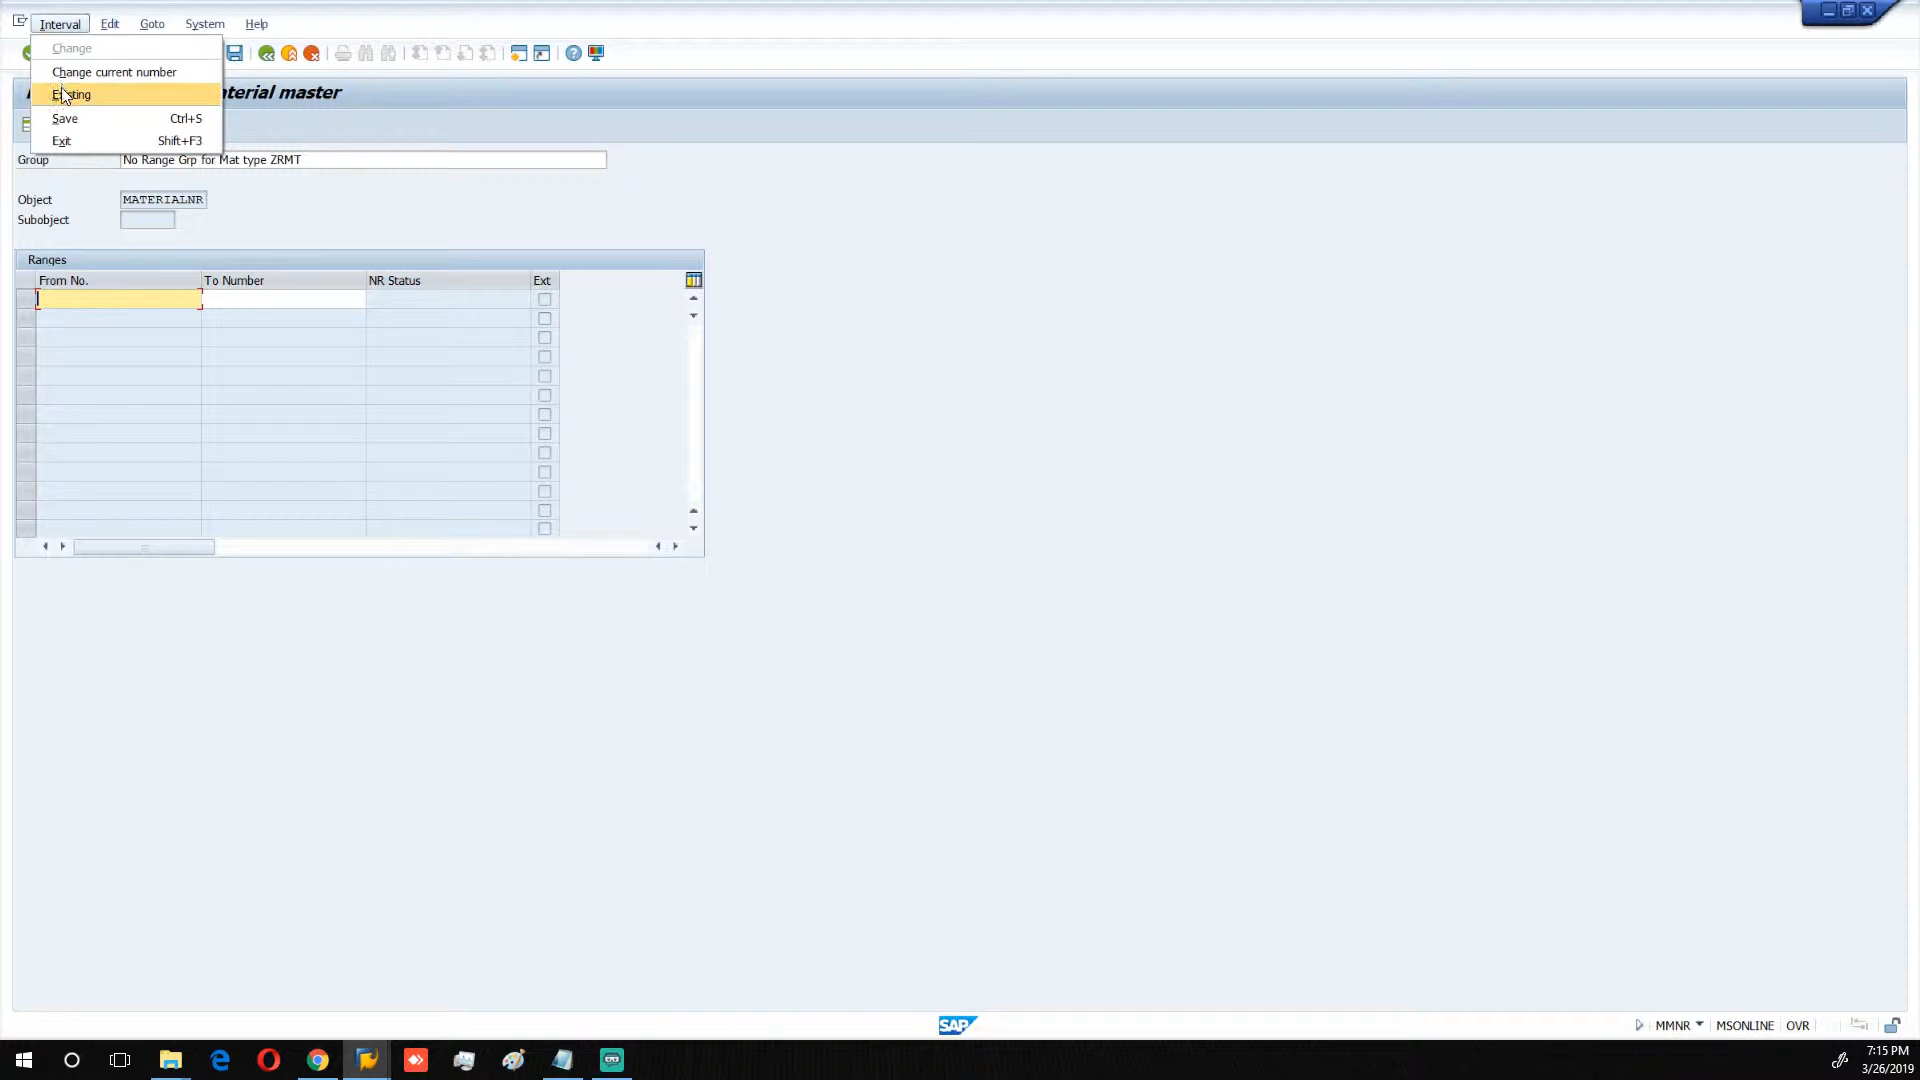 Interval Edit Goto System Help
Change
Change current number
Existing
Save Ctrl+S
Exit Shift+F3
terial master
Group No Range Grp for Mat type ZRMT
Object MATERIALNR
Subobject
Ranges
From No. To Number NR Status Ext
SAP
MMNR MSONLINE OVR
7:15 PM
3/26/2019